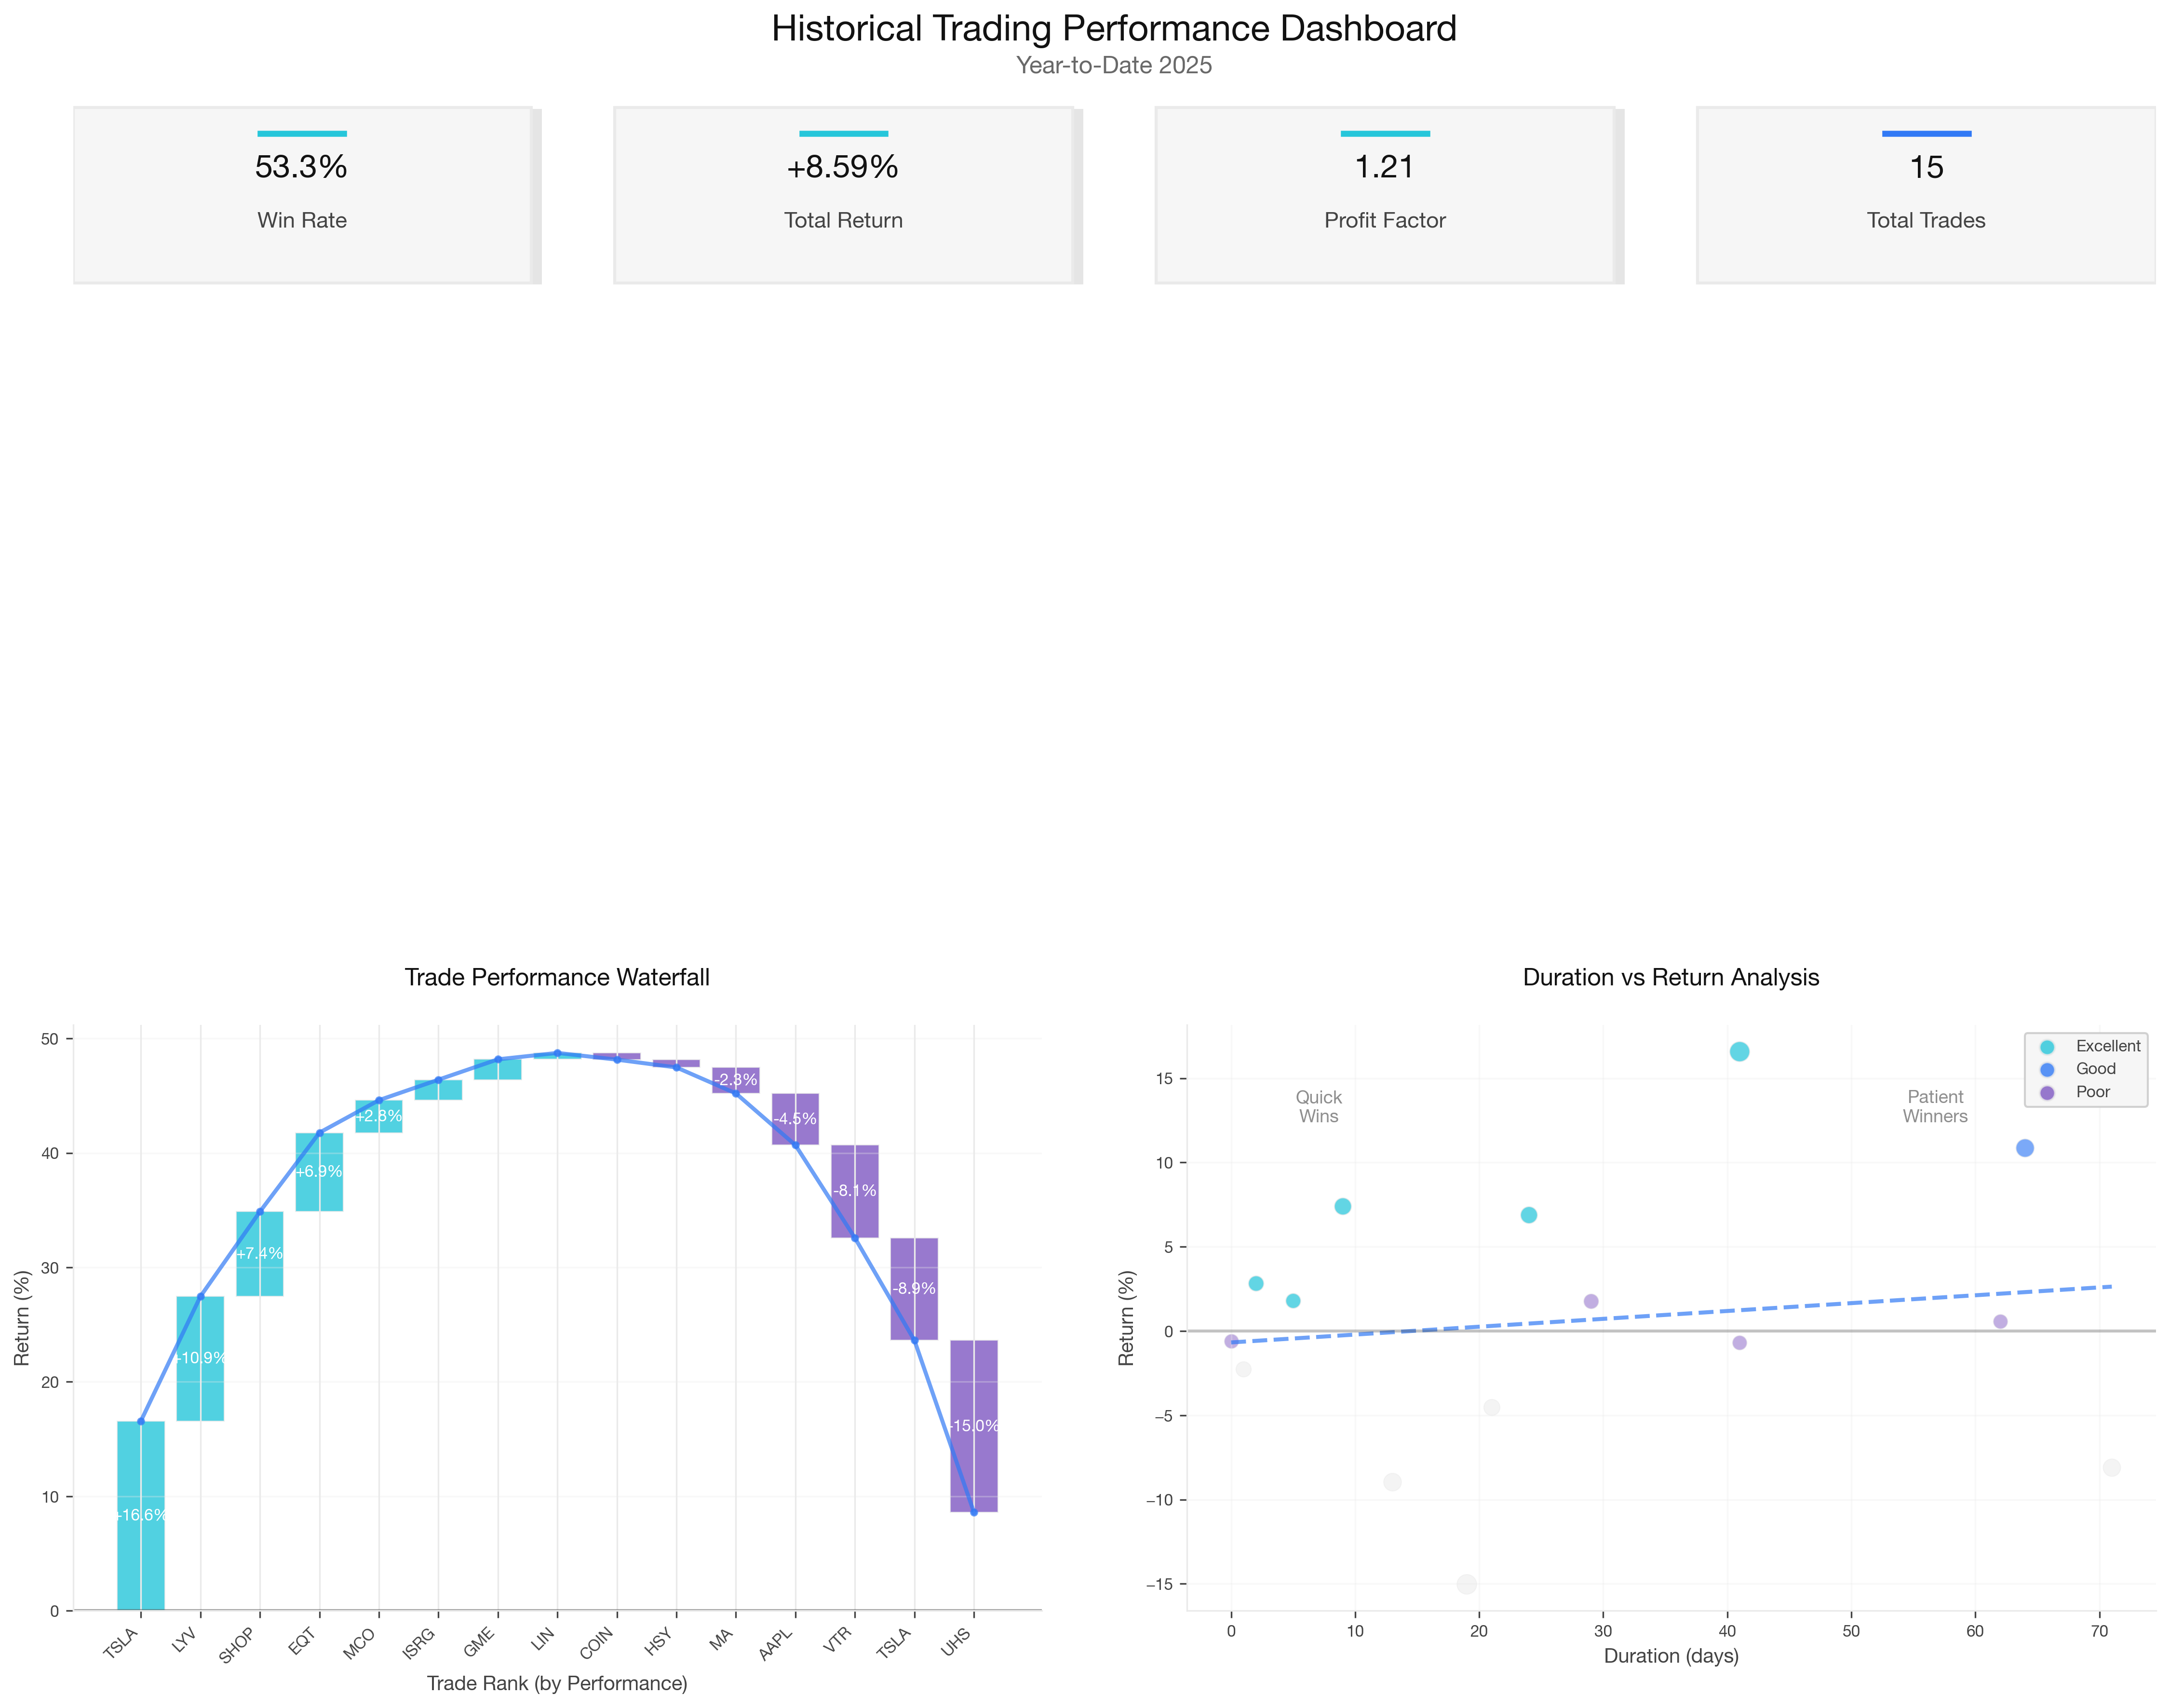 Historical Trading Performance Dashboard
Year-to-Date 2025
53.3%
Win Rate
+8.59%
Total Return
1.21
Profit Factor
15
Total Trades
Trade Performance Waterfall
Return (%)
50
40
30
20
10
0
+16.6%
+10.9%
+7.4%
+6.9%
+2.8%
-2.3%
-4.5%
-8.1%
-8.9%
-15.0%
TSLA
LYV
SHOP
EQT
MCO
ISRG
GME
LIN
COIN
HSY
MA
AAPL
VTR
TSLA
UHS
Trade Rank (by Performance)
Duration vs Return Analysis
Return (%)
15
10
5
0
−5
−10
−15
Quick
Wins
Patient
Winners
Excellent
Good
Poor
0
10
20
30
40
50
60
70
Duration (days)